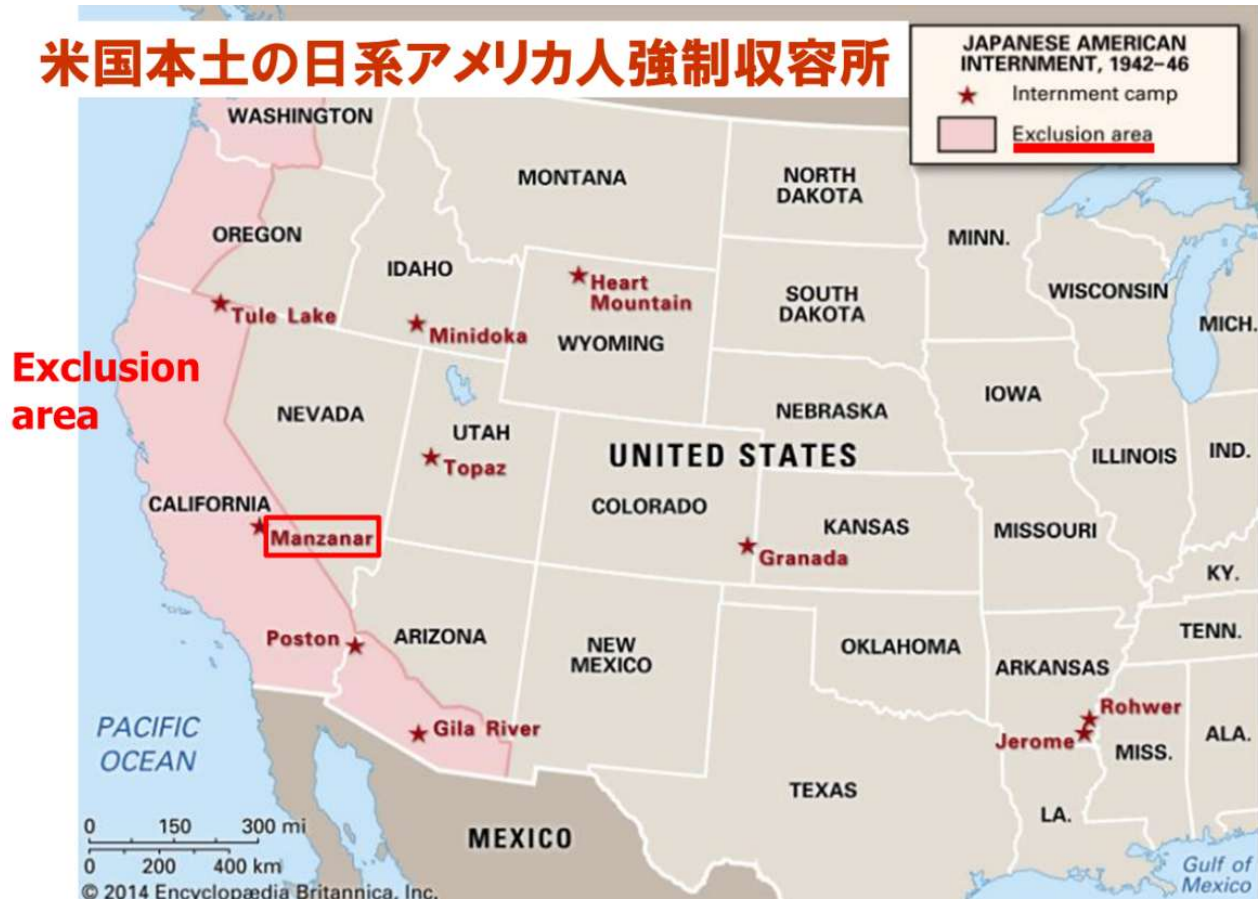 米国本土の日系アメリカ人強制収容所
JAPANESE AMERICAN
INTERNMENT, 1942–46
Internment camp
Exclusion area
WASHINGTON
MONTANA
NORTH
DAKOTA
MINN.
OREGON
IDAHO
Heart
Mountain
SOUTH
DAKOTA
WISCONSIN
MICH.
Tule Lake
Minidoka
WYOMING
Exclusion
area
NEVADA
UTAH
Topaz
NEBRASKA
IOWA
UNITED STATES
ILLINOIS
IND.
CALIFORNIA
Manzanar
COLORADO
KANSAS
Granada
MISSOURI
KY.
Poston
ARIZONA
NEW
MEXICO
OKLAHOMA
ARKANSAS
TENN.
PACIFIC
OCEAN
Gila River
Rohwer
Jerome
MISS.
ALA.
TEXAS
LA.
0 150 300 mi
0 200 400 km
MEXICO
Gulf of
Mexico
© 2014 Encyclopædia Britannica, Inc.